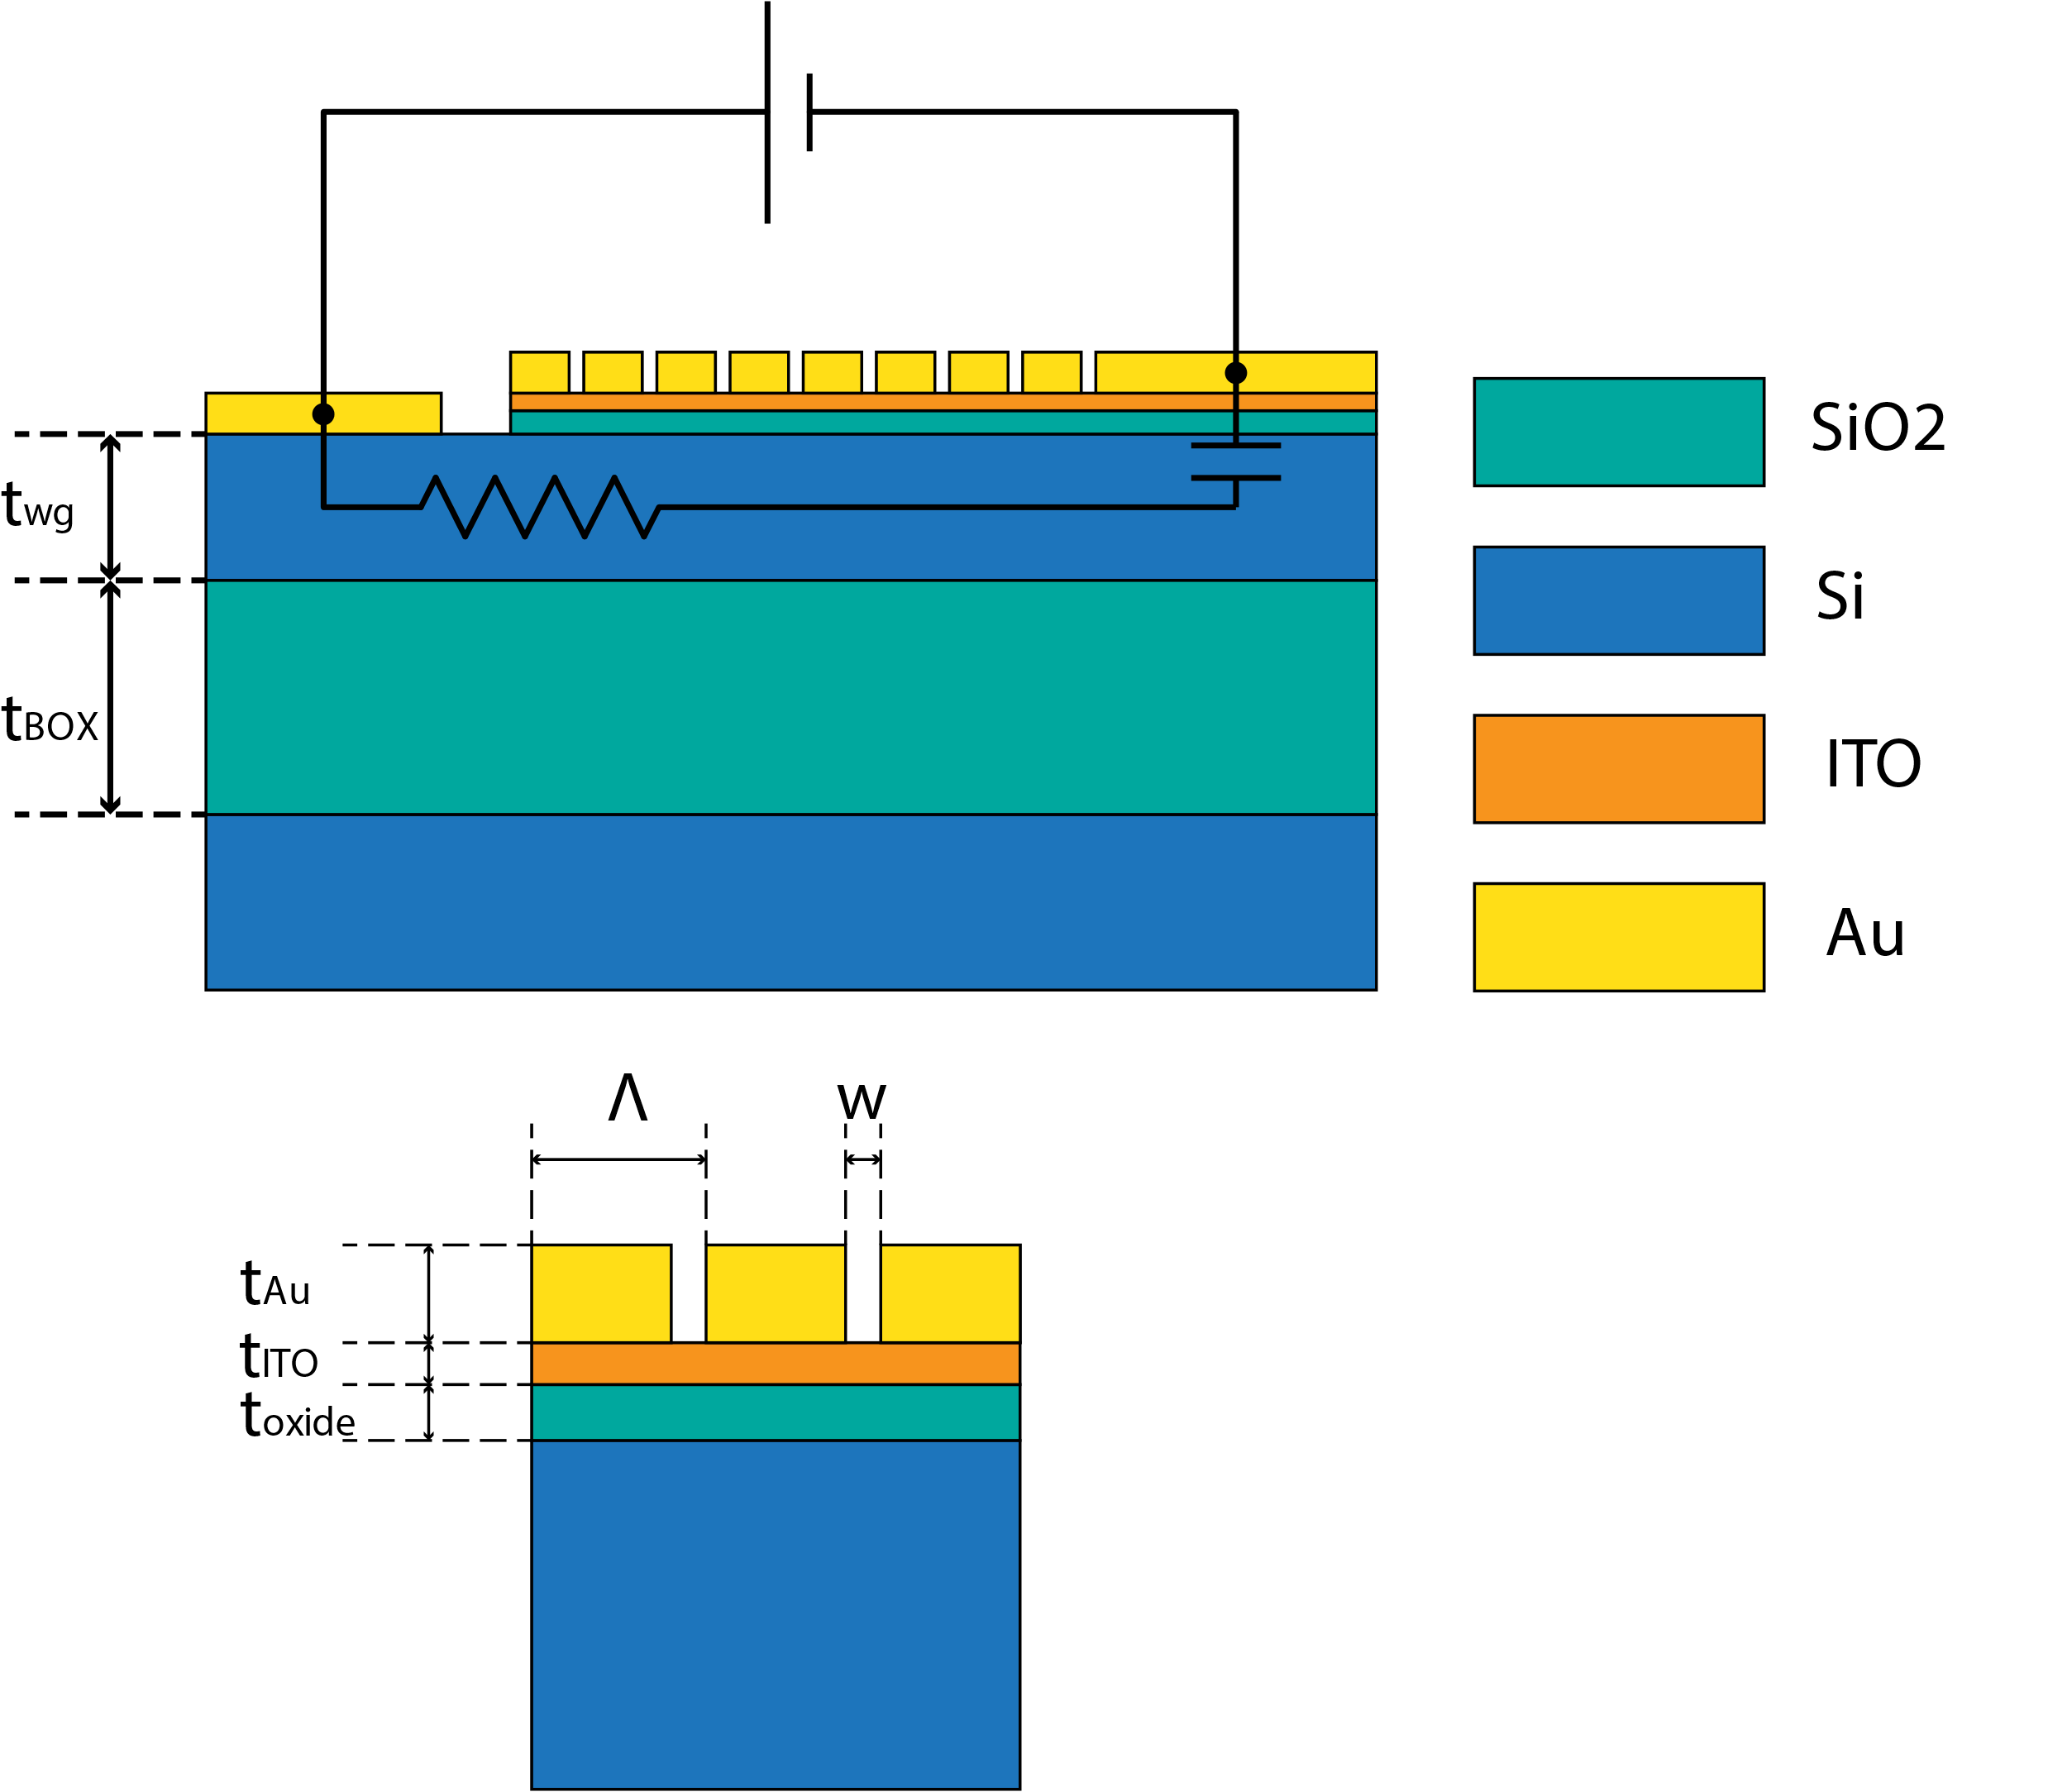 twg
tBOX
SiO2
Si
ITO
Au
Λ
w
tAu
tITO
toxide